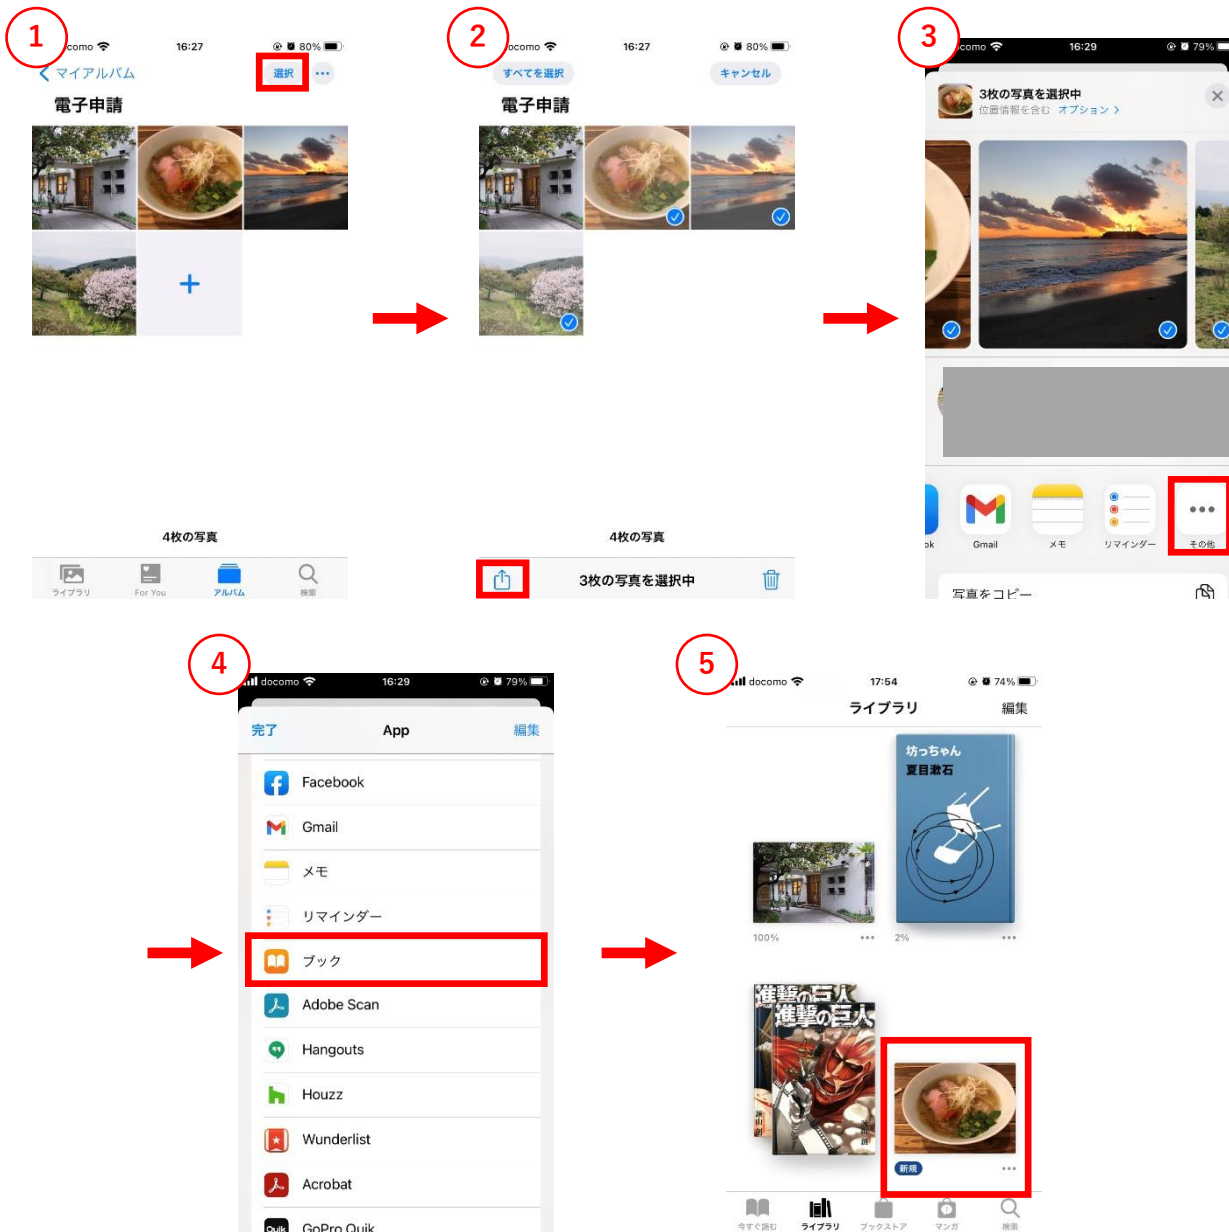 1
como
16:27
80%
マイアルバム
選択
電子申請
4枚の写真
ライブラリ
For You
アルバム
検索
2
ocomo
16:27
80%
すべてを選択
キャンセル
電子申請
4枚の写真
3枚の写真を選択中
3
como
16:29
79%
3枚の写真を選択中
位置情報を含む オプション
ok
Gmail
メモ
リマインダー
その他
写真をコピー
4
docomo
16:29
79%
完了
App
編集
Facebook
Gmail
メモ
リマインダー
ブック
Adobe Scan
Hangouts
Houzz
Wunderlist
Acrobat
Quik
GoPro Quik
5
docomo
17:54
74%
ライブラリ
編集
坊っちゃん
夏目漱石
100%
2%
進撃の巨人
進撃の巨人
諫山創
新規
今すぐ読む
ライブラリ
ブックストア
マンガ
検索